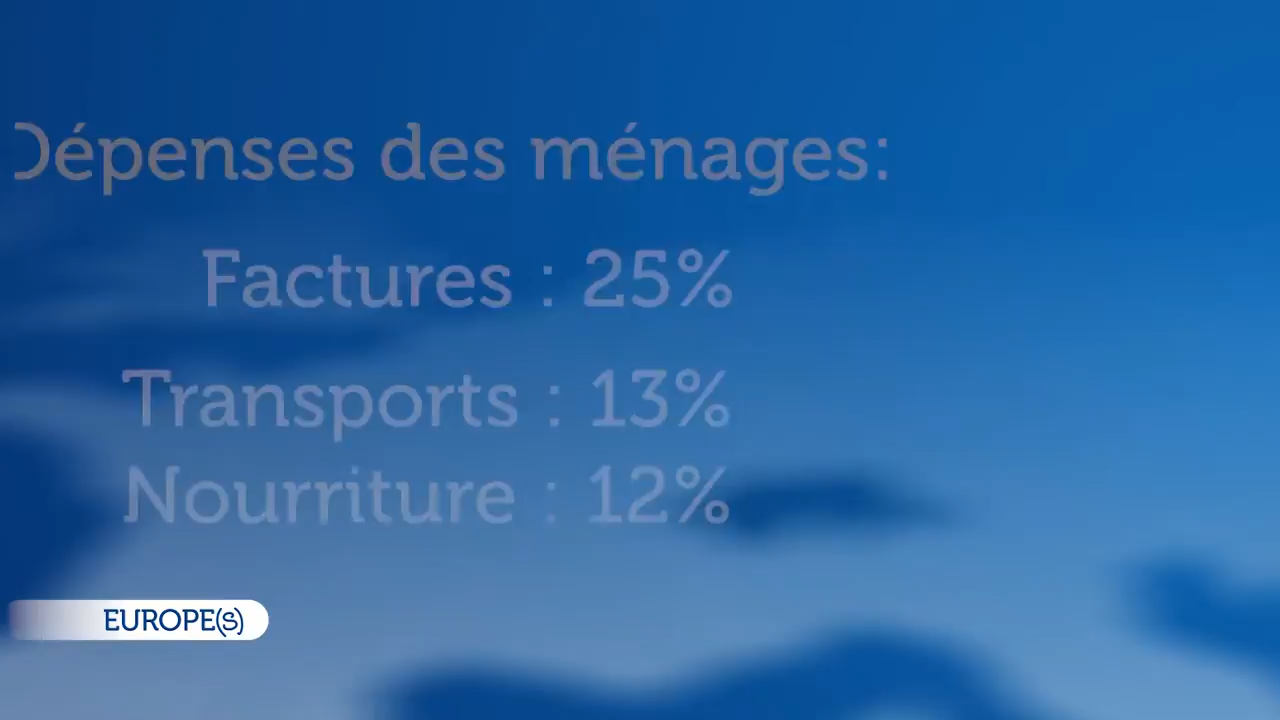 Dépenses des ménages:
Factures : 25%
Transports : 13%
Nourriture : 12%
EUROPE(S)